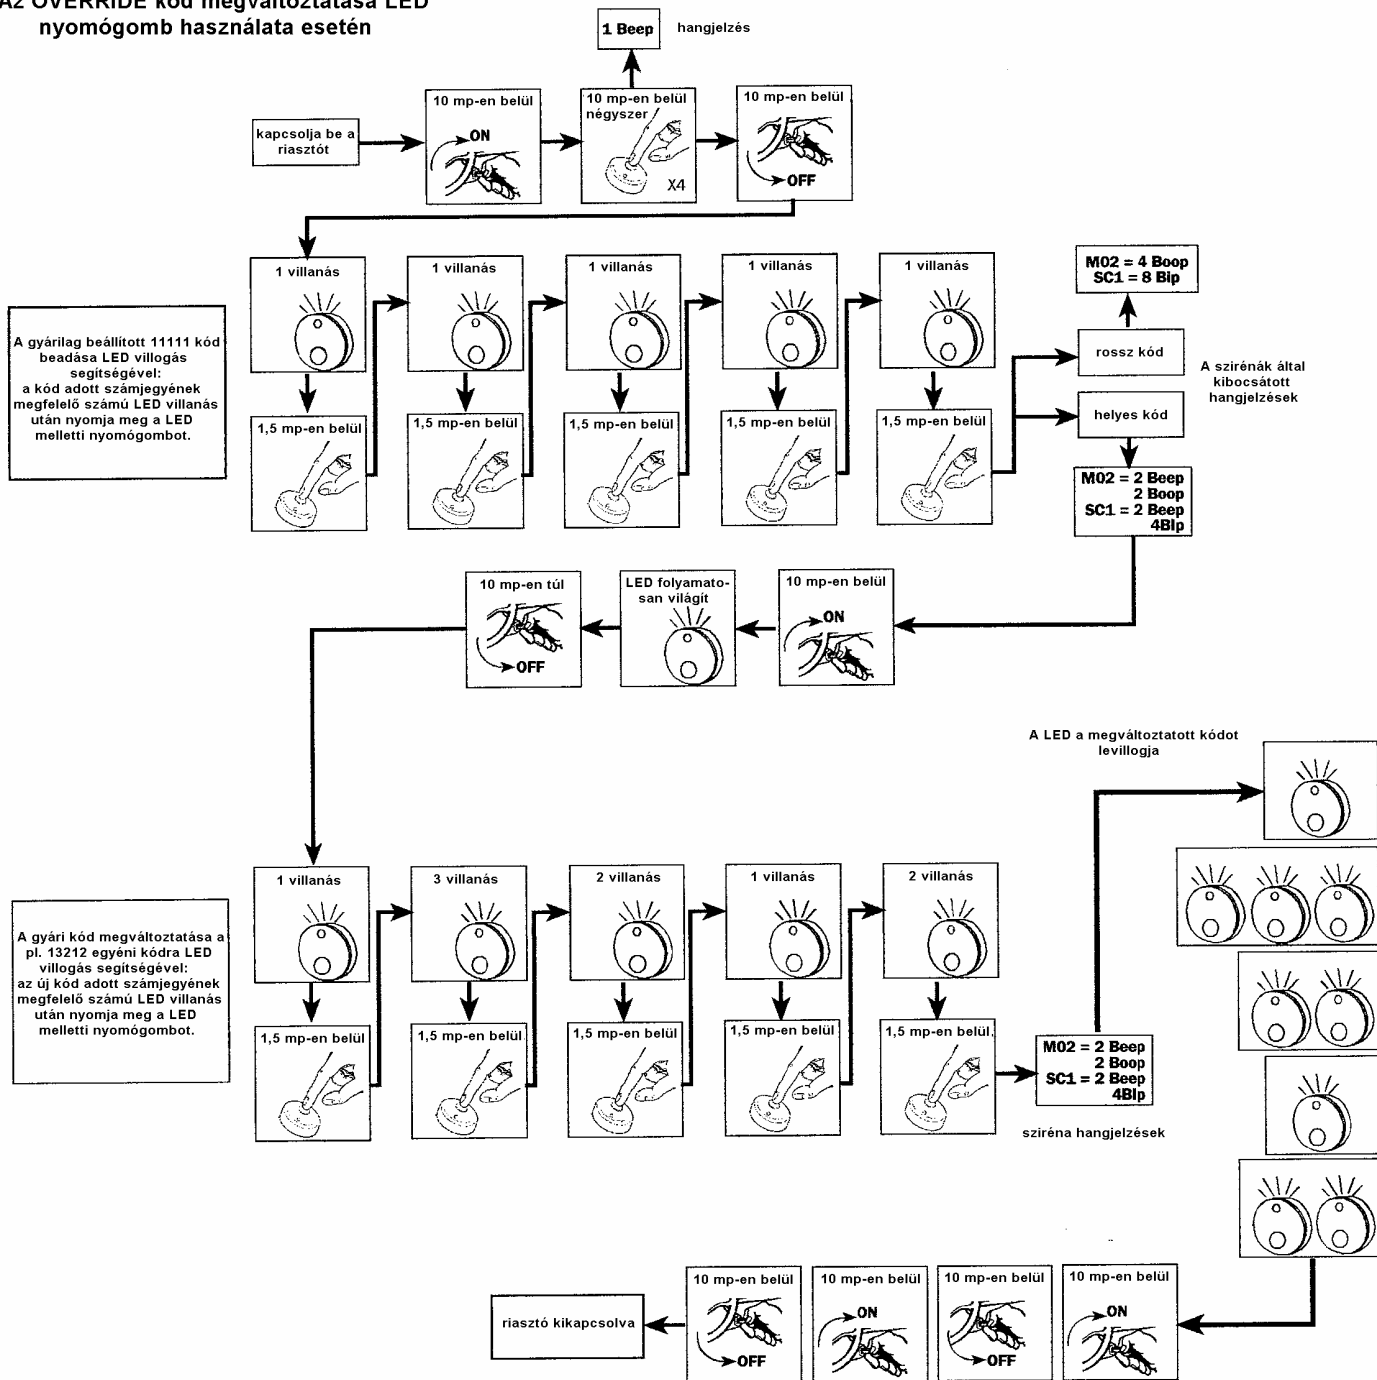 Az OVERRIDE kód megváltoztatása LED
nyomógomb használata esetén
1 Beep
hangjelzés
kapcsolja be a
riasztót
10 mp-en belül
ON
10 mp-en belül
négyszer
X4
10 mp-en belül
OFF
1 villanás
1 villanás
1 villanás
1 villanás
1 villanás
A gyárilag beállított 11111 kód
beadása LED villogás
segítségével:
a kód adott számjegyének
megfelelő számú LED villanás
után nyomja meg a LED
melletti nyomógombot.
1,5 mp-en belül
1,5 mp-en belül
1,5 mp-en belül
1,5 mp-en belül
1,5 mp-en belül
M02 = 4 Boop
SC1 = 8 Bip
rossz kód
helyes kód
A szirénák által
kibocsátott
hangjelzések
M02 = 2 Beep
2 Boop
SC1 = 2 Beep
4Bip
10 mp-en túl
OFF
LED folyamato-
san világít
10 mp-en belül
ON
A LED a megváltoztatott kódot
levillogja
1 villanás
3 villanás
2 villanás
1 villanás
2 villanás
A gyári kód megváltoztatása a
pl. 13212 egyéni kódra LED
villogás segítségével:
az új kód adott számjegyének
megfelelő számú LED villanás
után nyomja meg a LED
melletti nyomógombot.
1,5 mp-en belül
1,5 mp-en belül
1,5 mp-en belül
1,5 mp-en belül
1,5 mp-en belül
M02 = 2 Beep
2 Boop
SC1 = 2 Beep
4Bip
sziréna hangjelzések
riasztó kikapcsolva
10 mp-en belül
OFF
10 mp-en belül
ON
10 mp-en belül
OFF
10 mp-en belül
ON